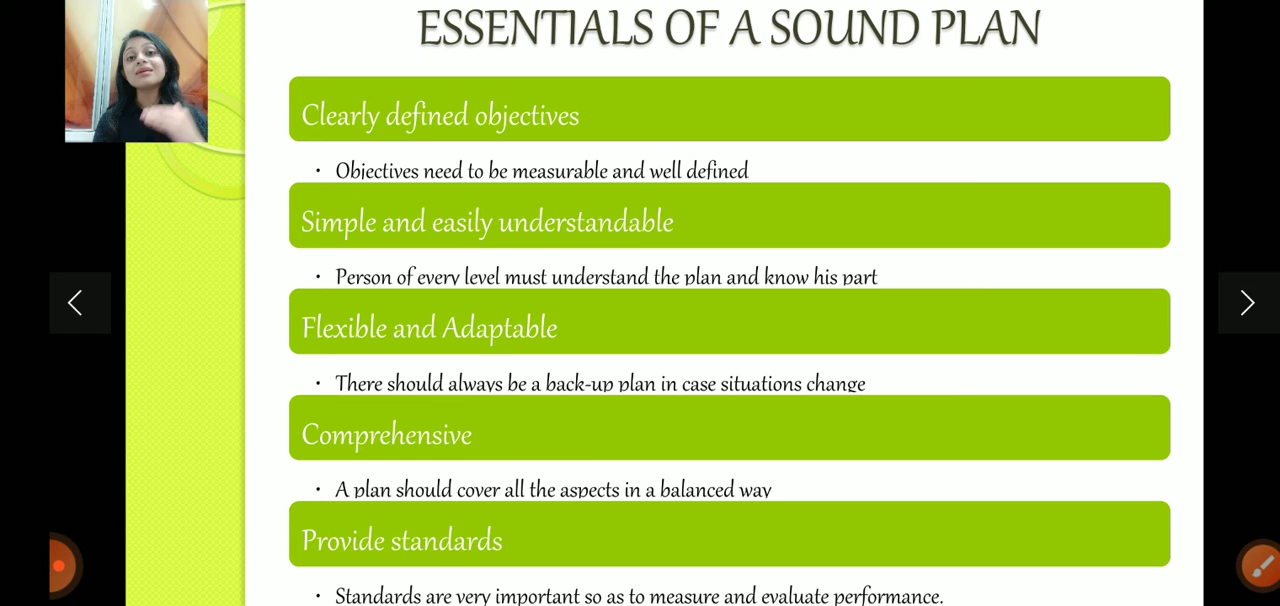 ESSENTIALS OF A SOUND PLAN
Clearly defined objectives
• Objectives need to be measurable and well defined
Simple and easily understandable
• Person of every level must understand the plan and know his part
Flexible and Adaptable
• There should always be a back-up plan in case situations change
Comprehensive
• A plan should cover all the aspects in a balanced way
Provide standards
• Standards are very important so as to measure and evaluate performance.